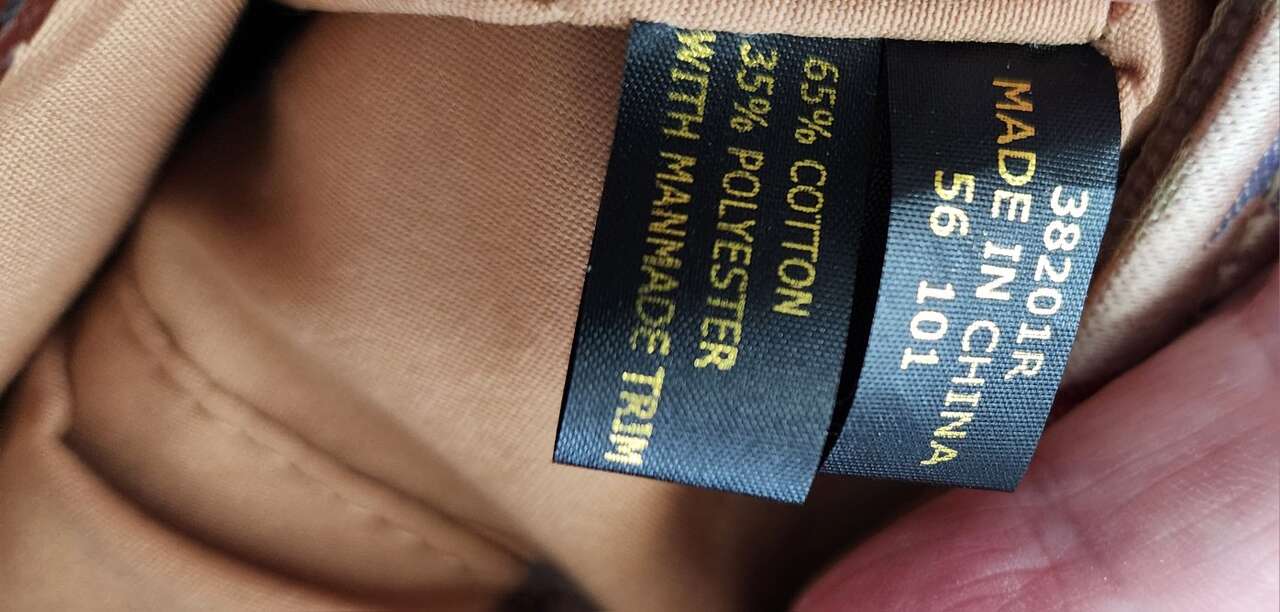 65% COTTON
35% POLYESTER
WITH MANMADE TRIM
38201R
MADE IN CHINA
56 101